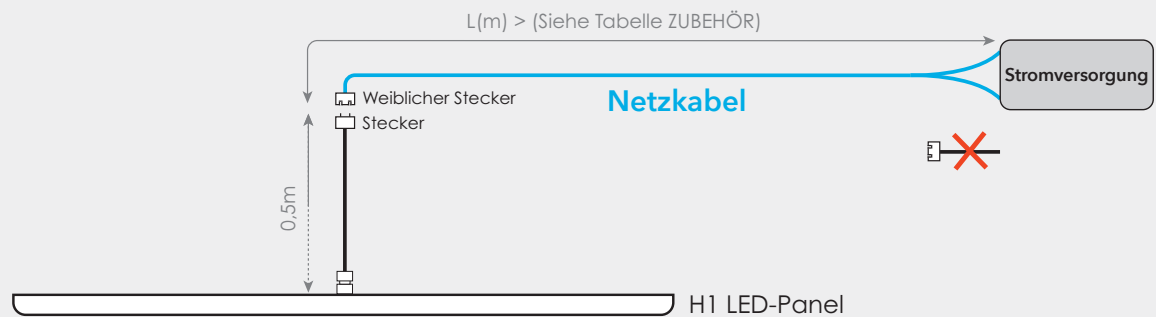 L(m) > (Siehe Tabelle ZUBEHÖR)
Stromversorgung
Weiblicher Stecker
Netzkabel
Stecker
0,5m
H1 LED-Panel